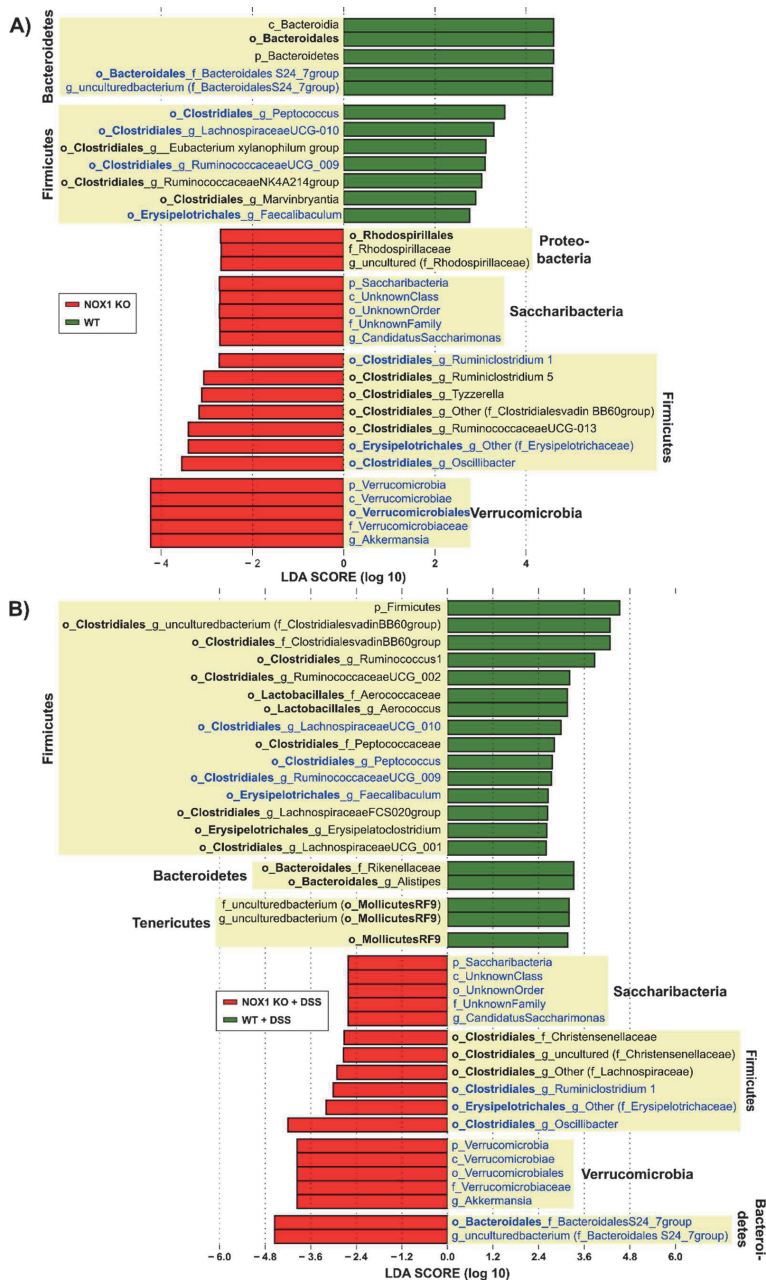 A)
Bacteroidetes
c_Bacteroidia
o_Bacteroidales
p_Bacteroidetes
o_Bacteroidales_f_Bacteroidales S24_7group
g_unculturedbacterium (f_BacteroidalesS24_7group)
Firmicutes
o_Clostridiales_g_Peptococcus
o_Clostridiales_g_LachnospiraceaeUCG-010
o_Clostridiales_g__Eubacterium xylanophilum group
o_Clostridiales_g_RuminococcaceaeUCG_009
o_Clostridiales_g_RuminococcaceaeNK4A214group
o_Clostridiales_g_Marvinbryantia
o_Erysipelotrichales_g_Faecalibaculum
o_Rhodospirillales
f_Rhodospirillaceae
g_uncultured (f_Rhodospirillaceae)
Proteo-
bacteria
p_Saccharibacteria
c_UnknownClass
o_UnknownOrder
f_UnknownFamily
g_CandidatusSaccharimonas
Saccharibacteria
NOX1 KO
WT
o_Clostridiales_g_Ruminiclostridium 1
o_Clostridiales_g_Ruminiclostridium 5
o_Clostridiales_g_Tyzzerella
o_Clostridiales_g_Other (f_Clostridialesvadin BB60group)
o_Clostridiales_g_RuminococcaceaeUCG-013
o_Erysipelotrichales_g_Other (f_Erysipelotrichaceae)
o_Clostridiales_g_Oscillibacter
Firmicutes
p_Verrucomicrobia
c_Verrucomicrobiae
o_Verrucomicrobiales
f_Verrucomicrobiaceae
g_Akkermansia
Verrucomicrobia
−4 −2 0 2 4
LDA SCORE (log 10)
B)
Firmicutes
p_Firmicutes
o_Clostridiales_g_unculturedbacterium (f_ClostridialesvadinBB60group)
o_Clostridiales_f_ClostridialesvadinBB60group
o_Clostridiales_g_Ruminococcus1
o_Clostridiales_g_RuminococcaceaeUCG_002
o_Lactobacillales_f_Aerococcaceae
o_Lactobacillales_g_Aerococcus
o_Clostridiales_g_LachnospiraceaeUCG_010
o_Clostridiales_f_Peptococcaceae
o_Clostridiales_g_Peptococcus
o_Clostridiales_g_RuminococcaceaeUCG_009
o_Erysipelotrichales_g_Faecalibaculum
o_Clostridiales_g_LachnospiraceaeFCS020group
o_Erysipelotrichales_g_Erysipelatoclostridium
o_Clostridiales_g_LachnospiraceaeUCG_001
Bacteroidetes
o_Bacteroidales_f_Rikenellaceae
o_Bacteroidales_g_Alistipes
Tenericutes
f_unculturedbacterium (o_MollicutesRF9)
g_unculturedbacterium (o_MollicutesRF9)
o_MollicutesRF9
p_Saccharibacteria
c_UnknownClass
o_UnknownOrder
f_UnknownFamily
g_CandidatusSaccharimonas
Saccharibacteria
NOX1 KO + DSS
WT + DSS
o_Clostridiales_f_Christensenellaceae
o_Clostridiales_g_uncultured (f_Christensenellaceae)
o_Clostridiales_g_Other (f_Lachnospiraceae)
o_Clostridiales_g_Ruminiclostridium 1
o_Erysipelotrichales_g_Other (f_Erysipelotrichaceae)
o_Clostridiales_g_Oscillibacter
Firmicutes
p_Verrucomicrobia
c_Verrucomicrobiae
o_Verrucomicrobiales
f_Verrucomicrobiaceae
g_Akkermansia
Verrucomicrobia
o_Bacteroidales_f_BacteroidalesS24_7group
g_unculturedbacterium (f_Bacteroidales S24_7group)
Bacteroi-
detes
−6.0 −4.8 −3.6 −2.4 −1.2 0.0 1.2 2.4 3.6 4.8 6.0
LDA SCORE (log 10)